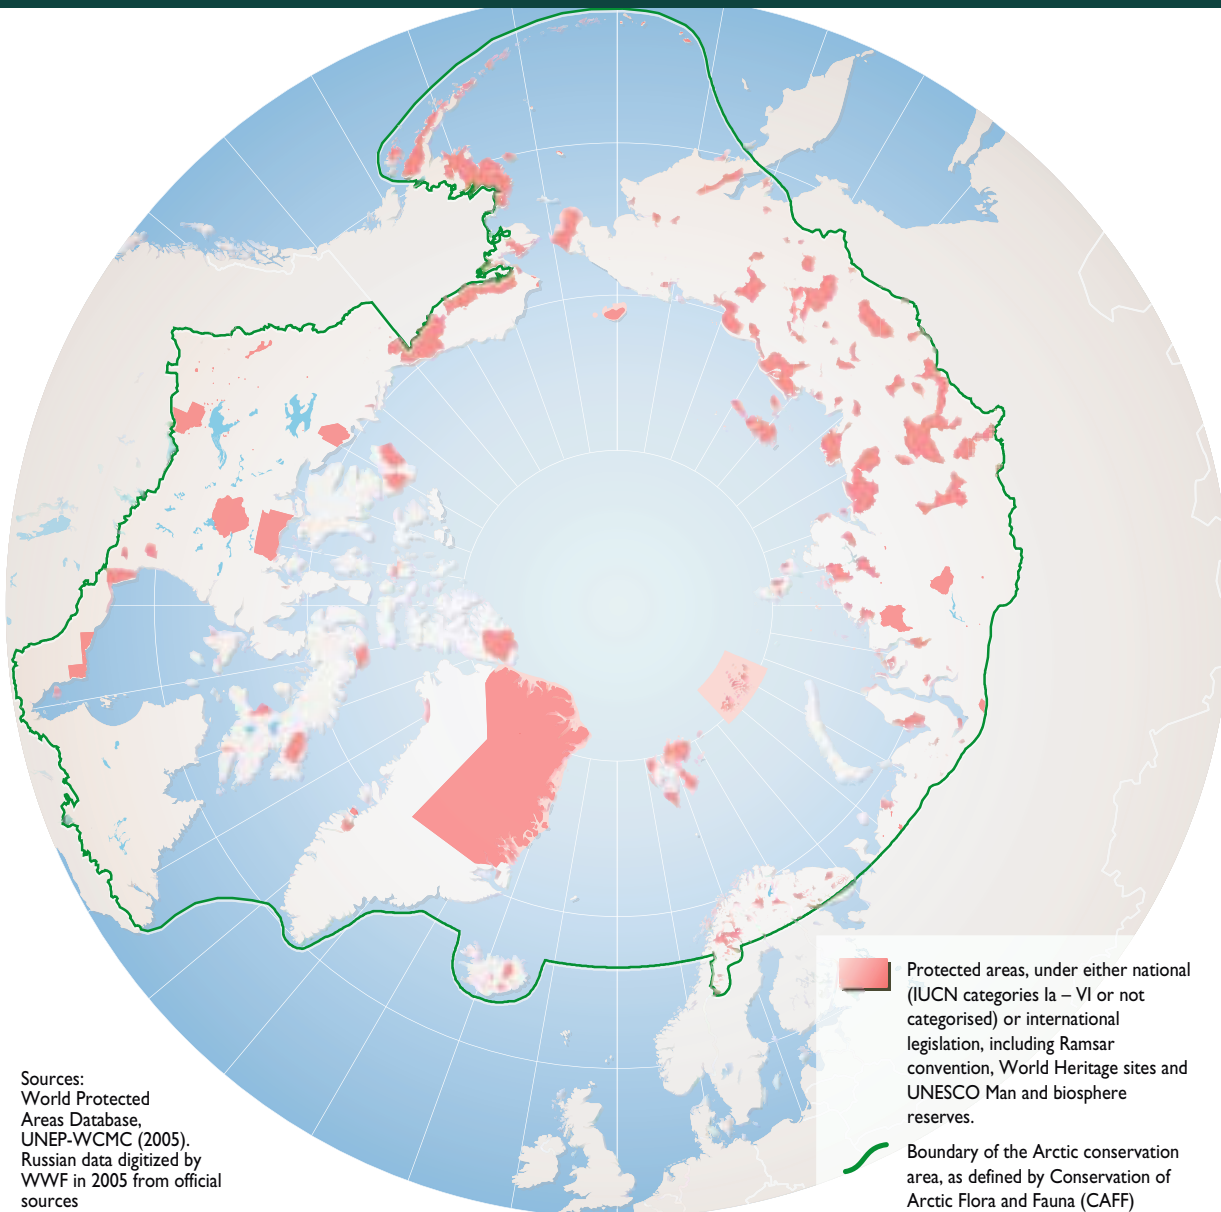 Sources:
World Protected
Areas Database,
UNEP-WCMC (2005).
Russian data digitized by
WWF in 2005 from official
sources
Protected areas, under either national
(IUCN categories Ia – VI or not
categorised) or international
legislation, including Ramsar
convention, World Heritage sites and
UNESCO Man and biosphere
reserves.
Boundary of the Arctic conservation
area, as defined by Conservation of
Arctic Flora and Fauna (CAFF)